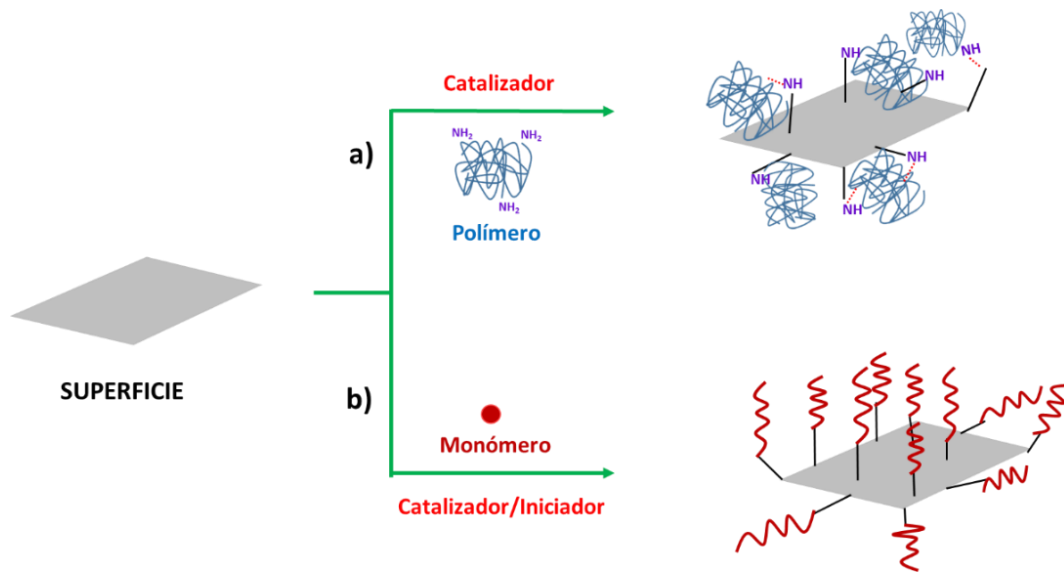 Catalizador
a)
NH2
NH2
NH2
Polímero
NH
NH
NH
NH
NH
NH
NH
SUPERFICIE
b)
Monómero
Catalizador/Iniciador